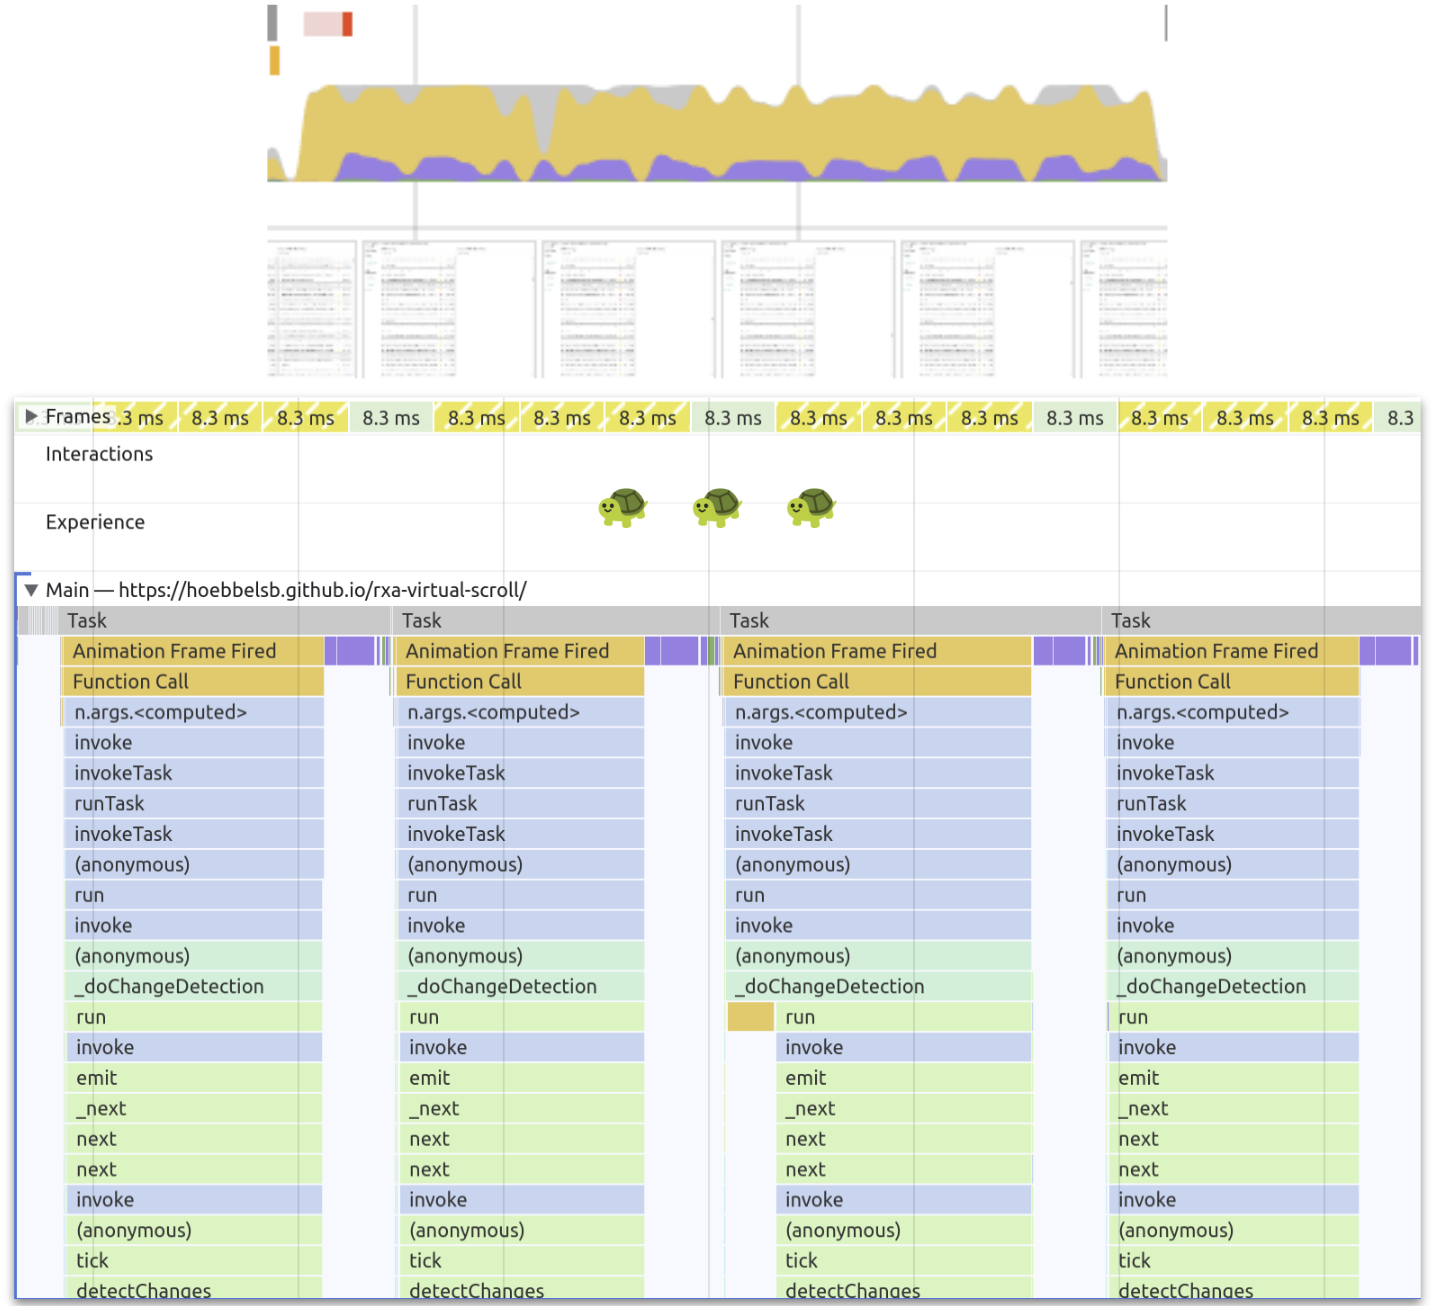 Frames 8.3 ms 8.3 ms 8.3 ms 8.3 ms 8.3 ms 8.3 ms 8.3 ms 8.3 ms 8.3 ms 8.3 ms 8.3 ms 8.3 ms 8.3 ms 8.3 ms 8.3 ms 8.3
Interactions
Experience
Main — https://hoebbelsb.github.io/rxa-virtual-scroll/
Task Task Task Task
Animation Frame Fired Animation Frame Fired Animation Frame Fired Animation Frame Fired
Function Call Function Call Function Call Function Call
n.args.<computed> n.args.<computed> n.args.<computed> n.args.<computed>
invoke invoke invoke invoke
invokeTask invokeTask invokeTask invokeTask
runTask runTask runTask runTask
invokeTask invokeTask invokeTask invokeTask
(anonymous) (anonymous) (anonymous) (anonymous)
run run run run
invoke invoke invoke invoke
(anonymous) (anonymous) (anonymous) (anonymous)
_doChangeDetection _doChangeDetection _doChangeDetection _doChangeDetection
run run run run
invoke invoke invoke invoke
emit emit emit emit
_next _next _next _next
next next next next
next next next next
invoke invoke invoke invoke
(anonymous) (anonymous) (anonymous) (anonymous)
tick tick tick tick
detectChanges detectChanges detectChanges detectChanges